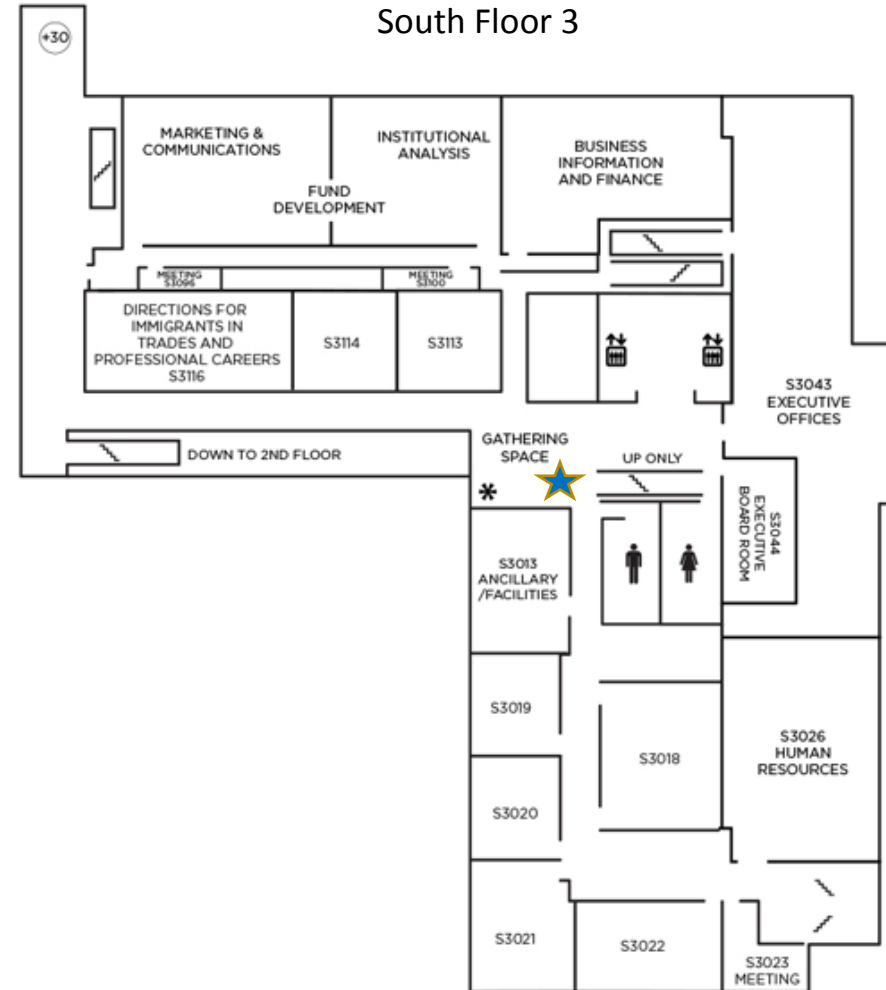 South Floor 3
+30
MARKETING &
COMMUNICATIONS
INSTITUTIONAL
ANALYSIS
BUSINESS
INFORMATION
AND FINANCE
FUND
DEVELOPMENT
MEETING
S3096
MEETING
S3100
DIRECTIONS FOR
IMMIGRANTS IN
TRADES AND
PROFESSIONAL CAREERS
S3116
S3114
S3113
S3043
EXECUTIVE
OFFICES
DOWN TO 2ND FLOOR
GATHERING
SPACE
UP ONLY
*
S3044
EXECUTIVE
BOARD ROOM
S3013
ANCILLARY
/FACILITIES
S3019
S3018
S3026
HUMAN
RESOURCES
S3020
S3021
S3022
S3023
MEETING